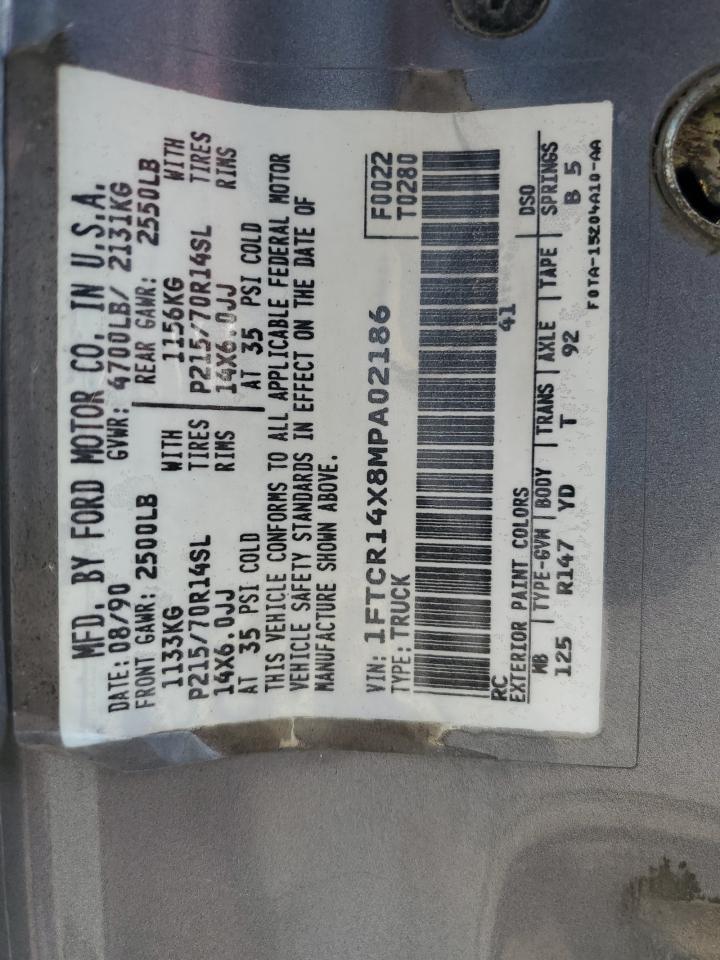 MFD. BY FORD MOTOR CO. IN U.S.A.
DATE: 08/90 GVWR: 4700LB/ 2131KG
FRONT GAWR: 2500LB REAR GAWR: 2550LB
1133KG WITH 1156KG WITH
P215/70R14SL TIRES P215/70R14SL TIRES
14X6.0JJ RIMS 14X6.0JJ RIMS
AT 35 PSI COLD AT 35 PSI COLD
THIS VEHICLE CONFORMS TO ALL APPLICABLE FEDERAL MOTOR
VEHICLE SAFETY STANDARDS IN EFFECT ON THE DATE OF
MANUFACTURE SHOWN ABOVE.
VIN: 1FTCR14X8MPA02186 F0022
TYPE: TRUCK T0280
RC 41
EXTERIOR PAINT COLORS DSO
WB TYPE-GVW BODY TRANS AXLE TAPE SPRINGS
125 R147 YD T 92 B 5
F0TA-15204A10-AA